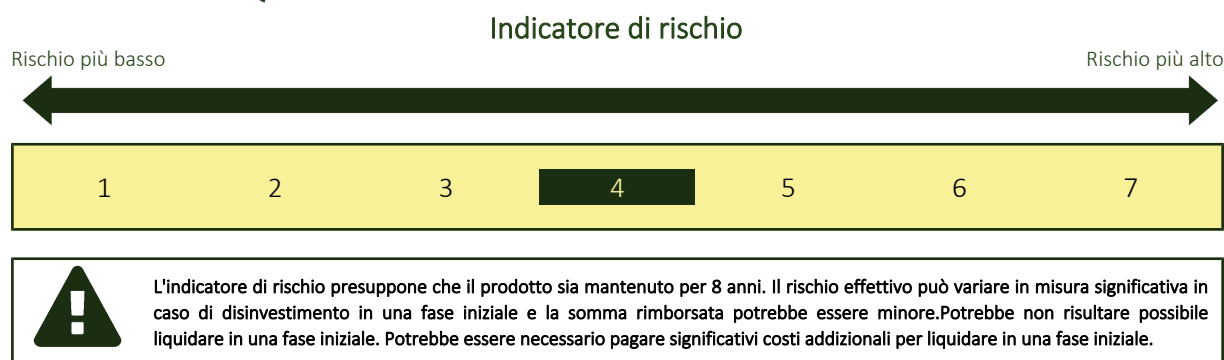 Indicatore di rischio
Rischio più basso
Rischio più alto
1 2 3 4 5 6 7
L'indicatore di rischio presuppone che il prodotto sia mantenuto per 8 anni. Il rischio effettivo può variare in misura significativa in
caso di disinvestimento in una fase iniziale e la somma rimborsata potrebbe essere minore.Potrebbe non risultare possibile
liquidare in una fase iniziale. Potrebbe essere necessario pagare significativi costi addizionali per liquidare in una fase iniziale.